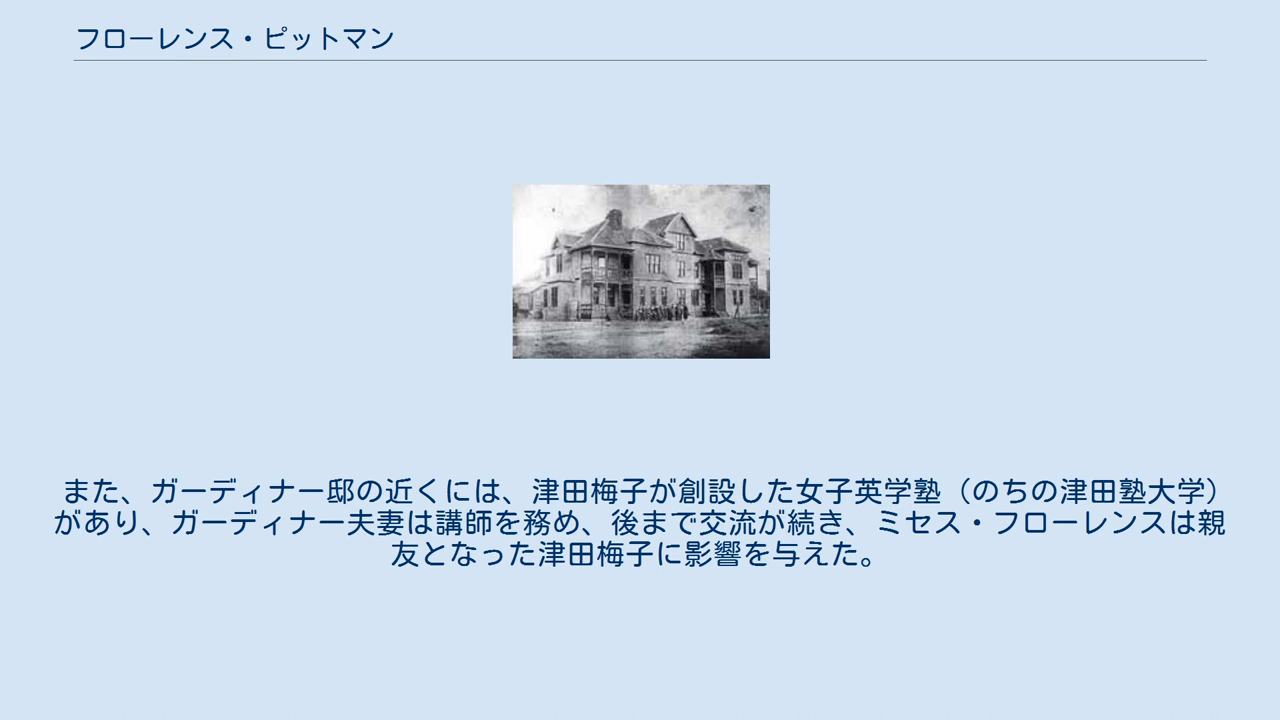 フローレンス・ピットマン
また、ガーディナー邸の近くには、津田梅子が創設した女子英学塾（のちの津田塾大学）
があり、ガーディナー夫妻は講師を務め、後まで交流が続き、ミセス・フローレンスは親
友となった津田梅子に影響を与えた。